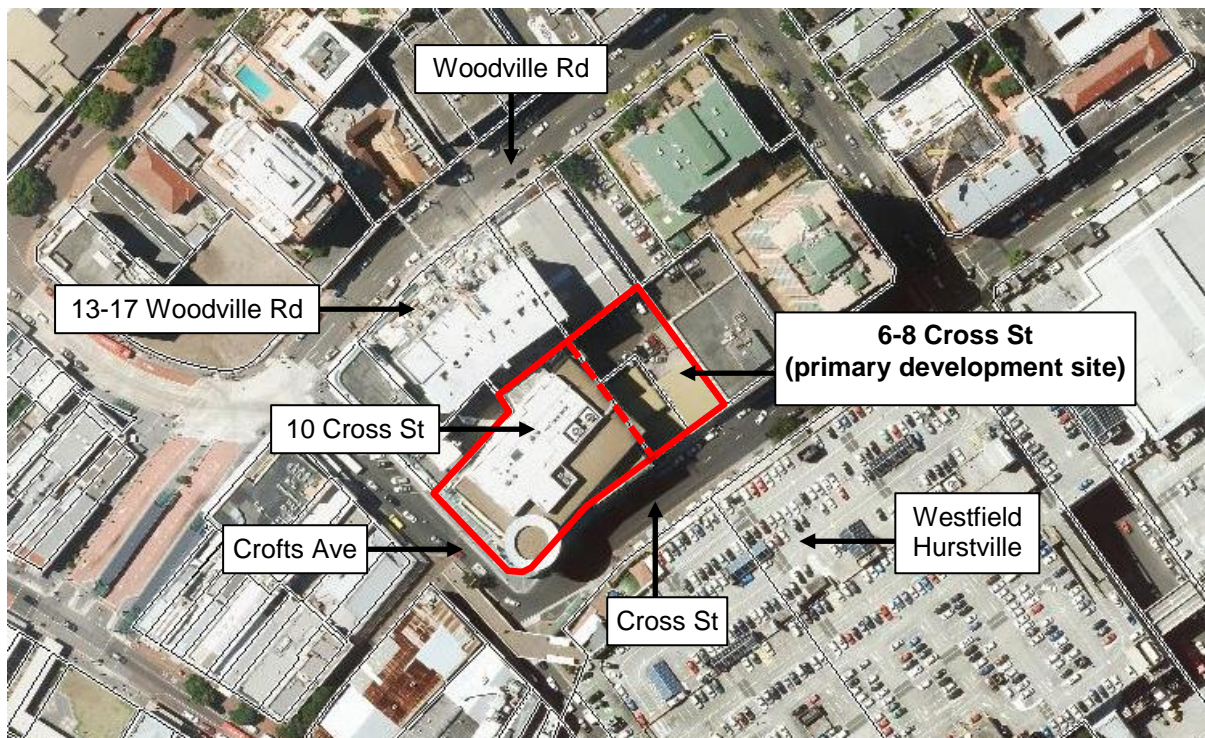 Woodville Rd
13-17 Woodville Rd
6-8 Cross St
(primary development site)
10 Cross St
Westfield
Hurstville
Crofts Ave
Cross St